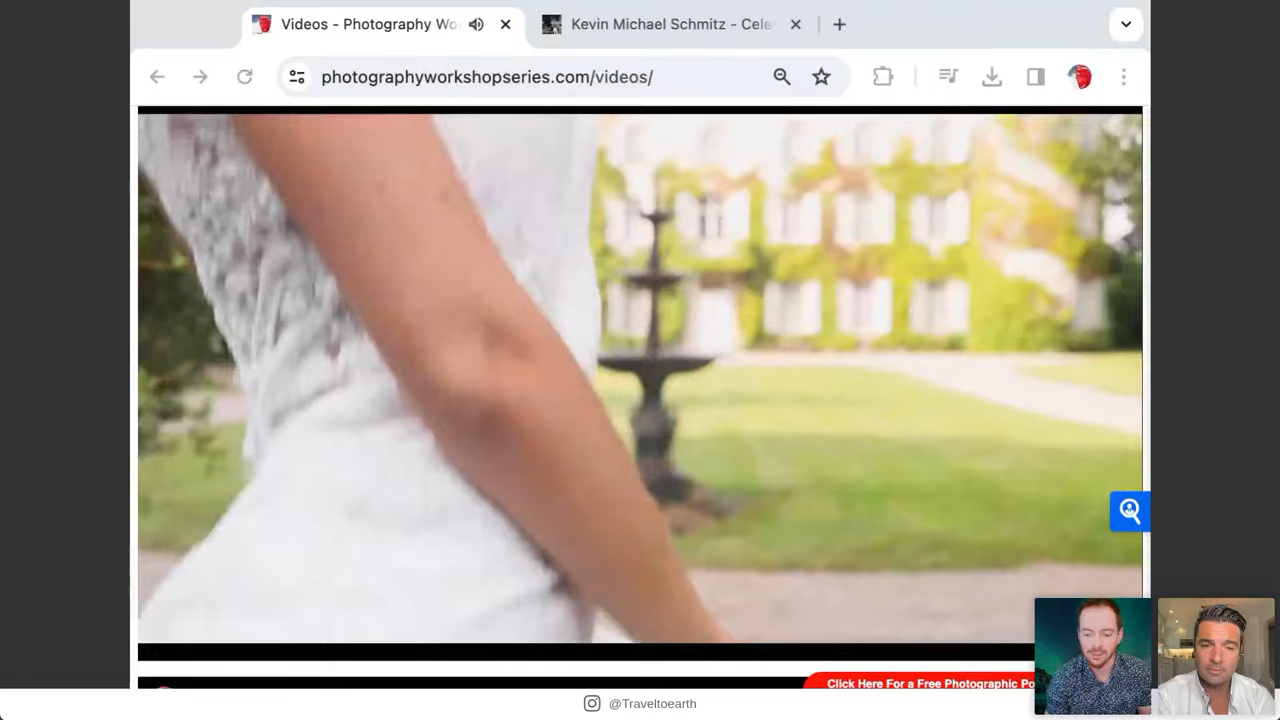 Videos - Photography Wo
Kevin Michael Schmitz - Cele
photographyworkshopseries.com/videos/
Click Here For a Free Photographic Po
@Traveltoearth